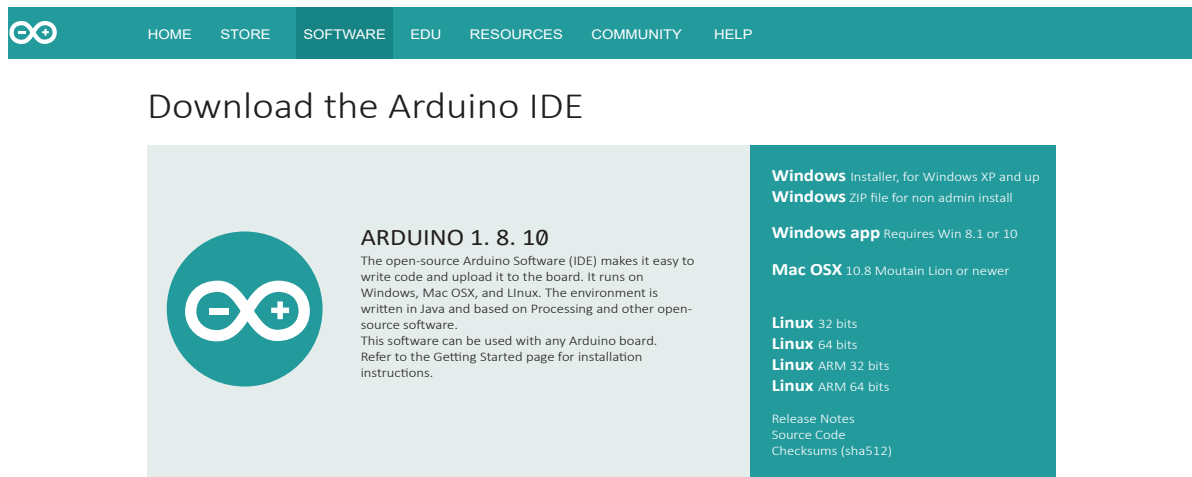 HOME STORE SOFTWARE EDU RESOURCES COMMUNITY HELP
Download the Arduino IDE
ARDUINO 1. 8. 10
The open-source Arduino Software (IDE) makes it easy to
write code and upload it to the board. It runs on
Windows, Mac OSX, and LInux. The environment is
written in Java and based on Processing and other open-
source software.
This software can be used with any Arduino board.
Refer to the Getting Started page for installation
instructions.
Windows Installer, for Windows XP and up
Windows ZIP file for non admin install
Windows app Requires Win 8.1 or 10
Mac OSX 10.8 Moutain Lion or newer
Linux 32 bits
Linux 64 bits
Linux ARM 32 bits
Linux ARM 64 bits
Release Notes
Source Code
Checksums (sha512)